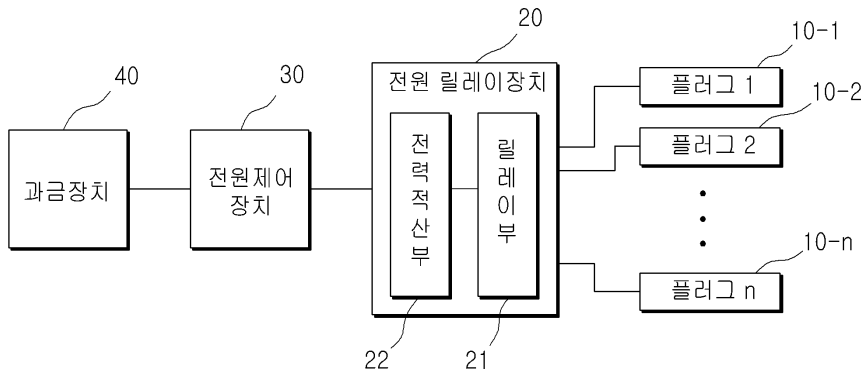 20
10-1
40
30
전원 릴레이장치
플러그 1
10-2
플러그 2
과금장치
전원제어
장치
전력적산부
릴레이부
10-n
플러그 n
22
21